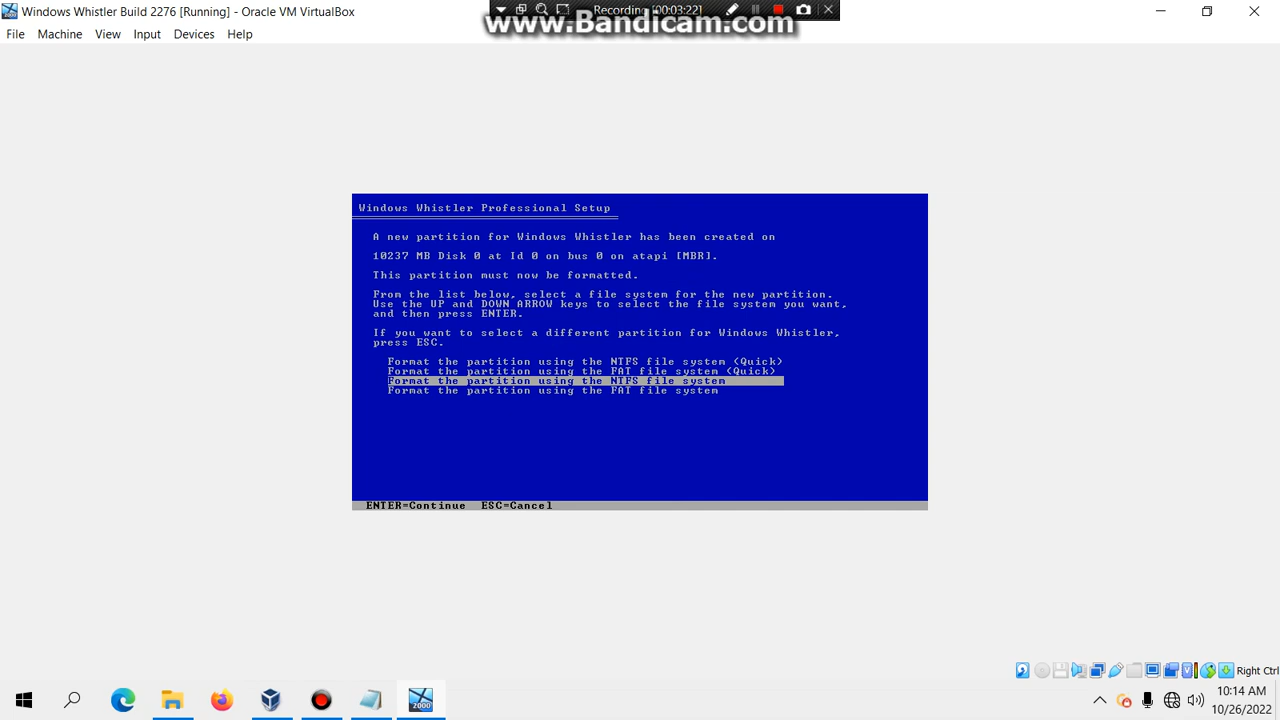 Windows Whistler Build 2276 [Running] - Oracle VM VirtualBox
Recording [00:03:22]
www.Bandicam.com
File Machine View Input Devices Help
Windows Whistler Professional Setup
A new partition for Windows Whistler has been created on
10237 MB Disk 0 at Id 0 on bus 0 on atapi [MBR].
This partition must now be formatted.
From the list below, select a file system for the new partition.
Use the UP and DOWN ARROW keys to select the file system you want,
and then press ENTER.
If you want to select a different partition for Windows Whistler,
press ESC.
Format the partition using the NTFS file system (Quick)
Format the partition using the FAT file system (Quick)
Format the partition using the NTFS file system
Format the partition using the FAT file system
ENTER=Continue ESC=Cancel
Right Ctrl
2000
10:14 AM
10/26/2022